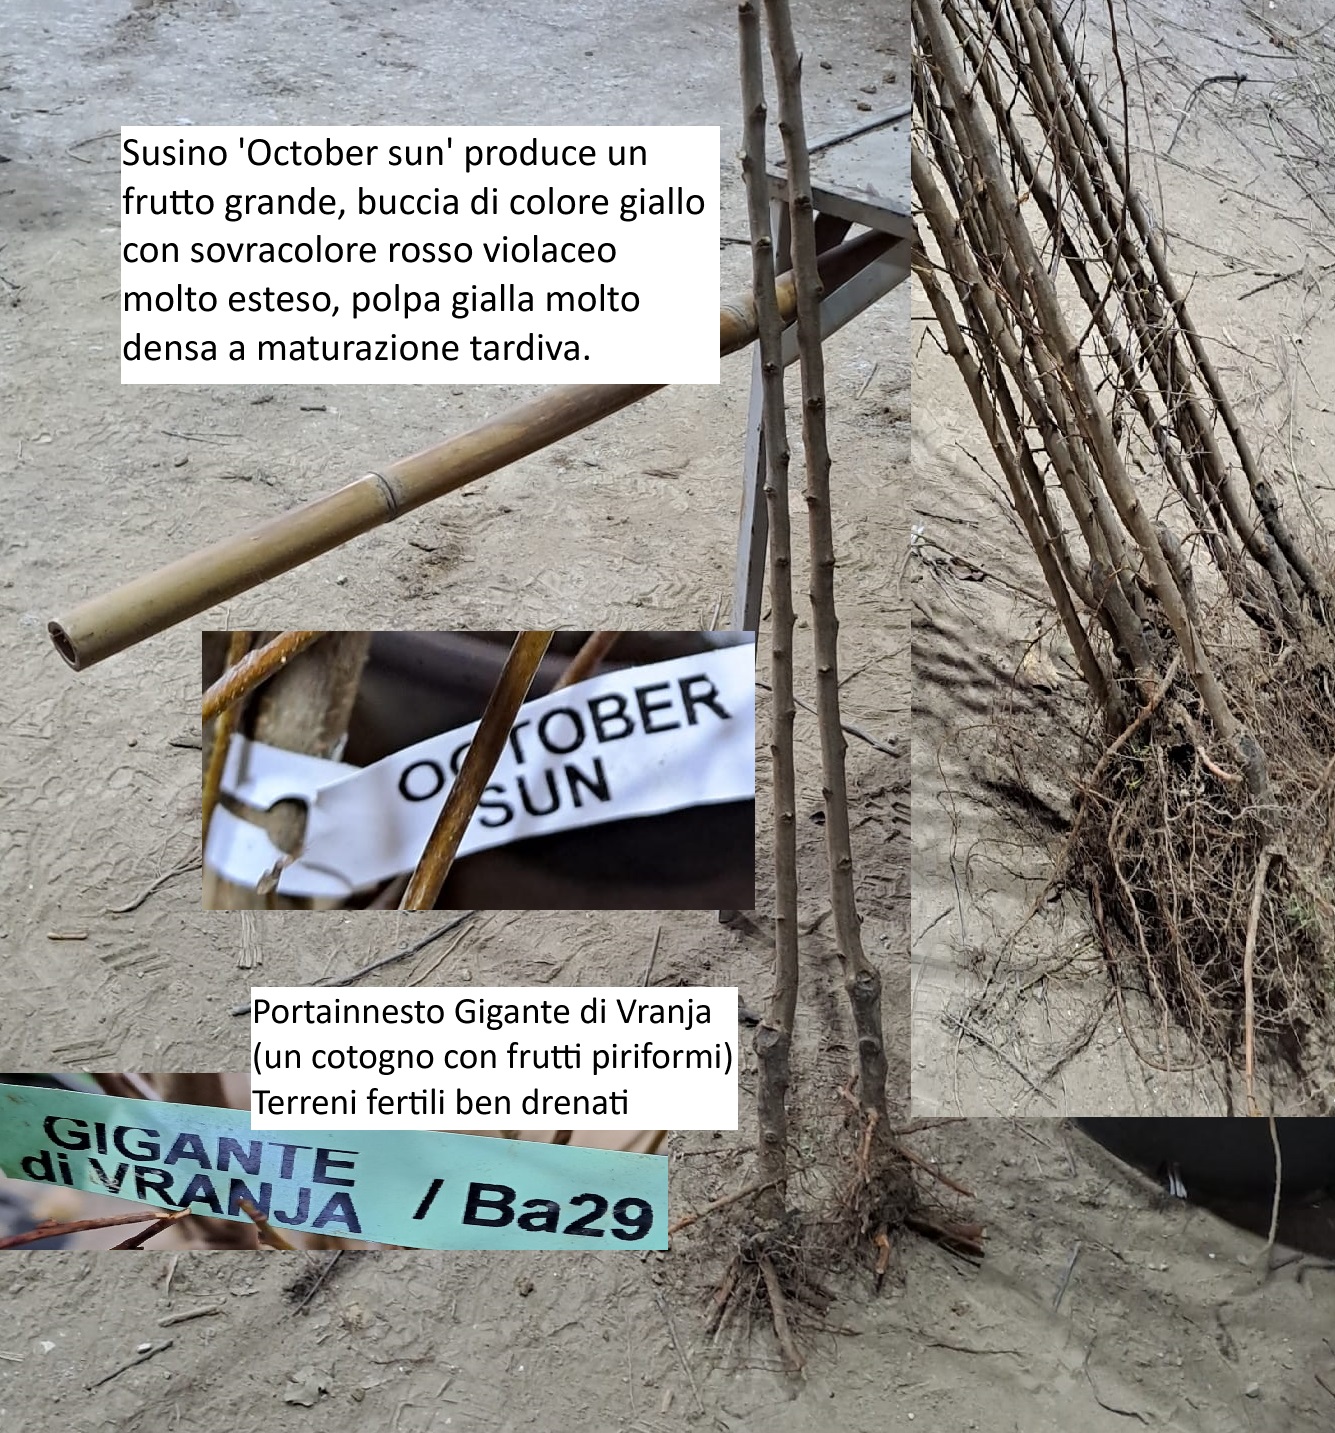 Susino 'October sun' produce un
frutto grande, buccia di colore giallo
con sovracolore rosso violaceo
molto esteso, polpa gialla molto
densa a maturazione tardiva.
OCTOBER
SUN
Portainnesto Gigante di Vranja
(un cotogno con frutti piriformi)
Terreni fertili ben drenati
GIGANTE
di VRANJA / Ba29